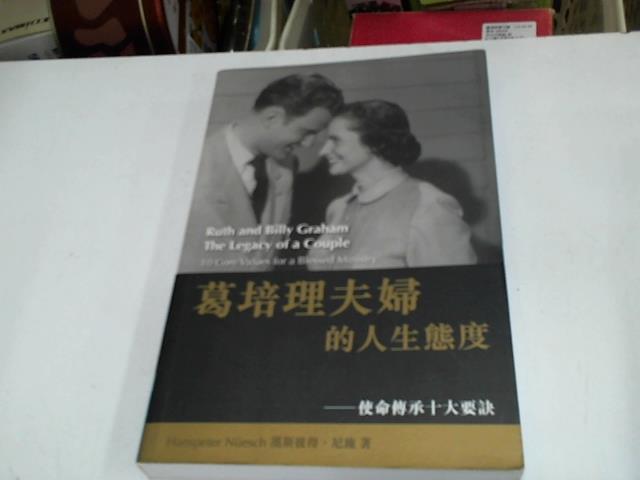 Ruth and Billy Graham
The Legacy of a Couple
10 Core Values for a Blessed Ministry
葛培理夫婦
的人生態度
——使命傳承十大要訣
Hanspeter Nüesch 漢斯彼得·尼施 著